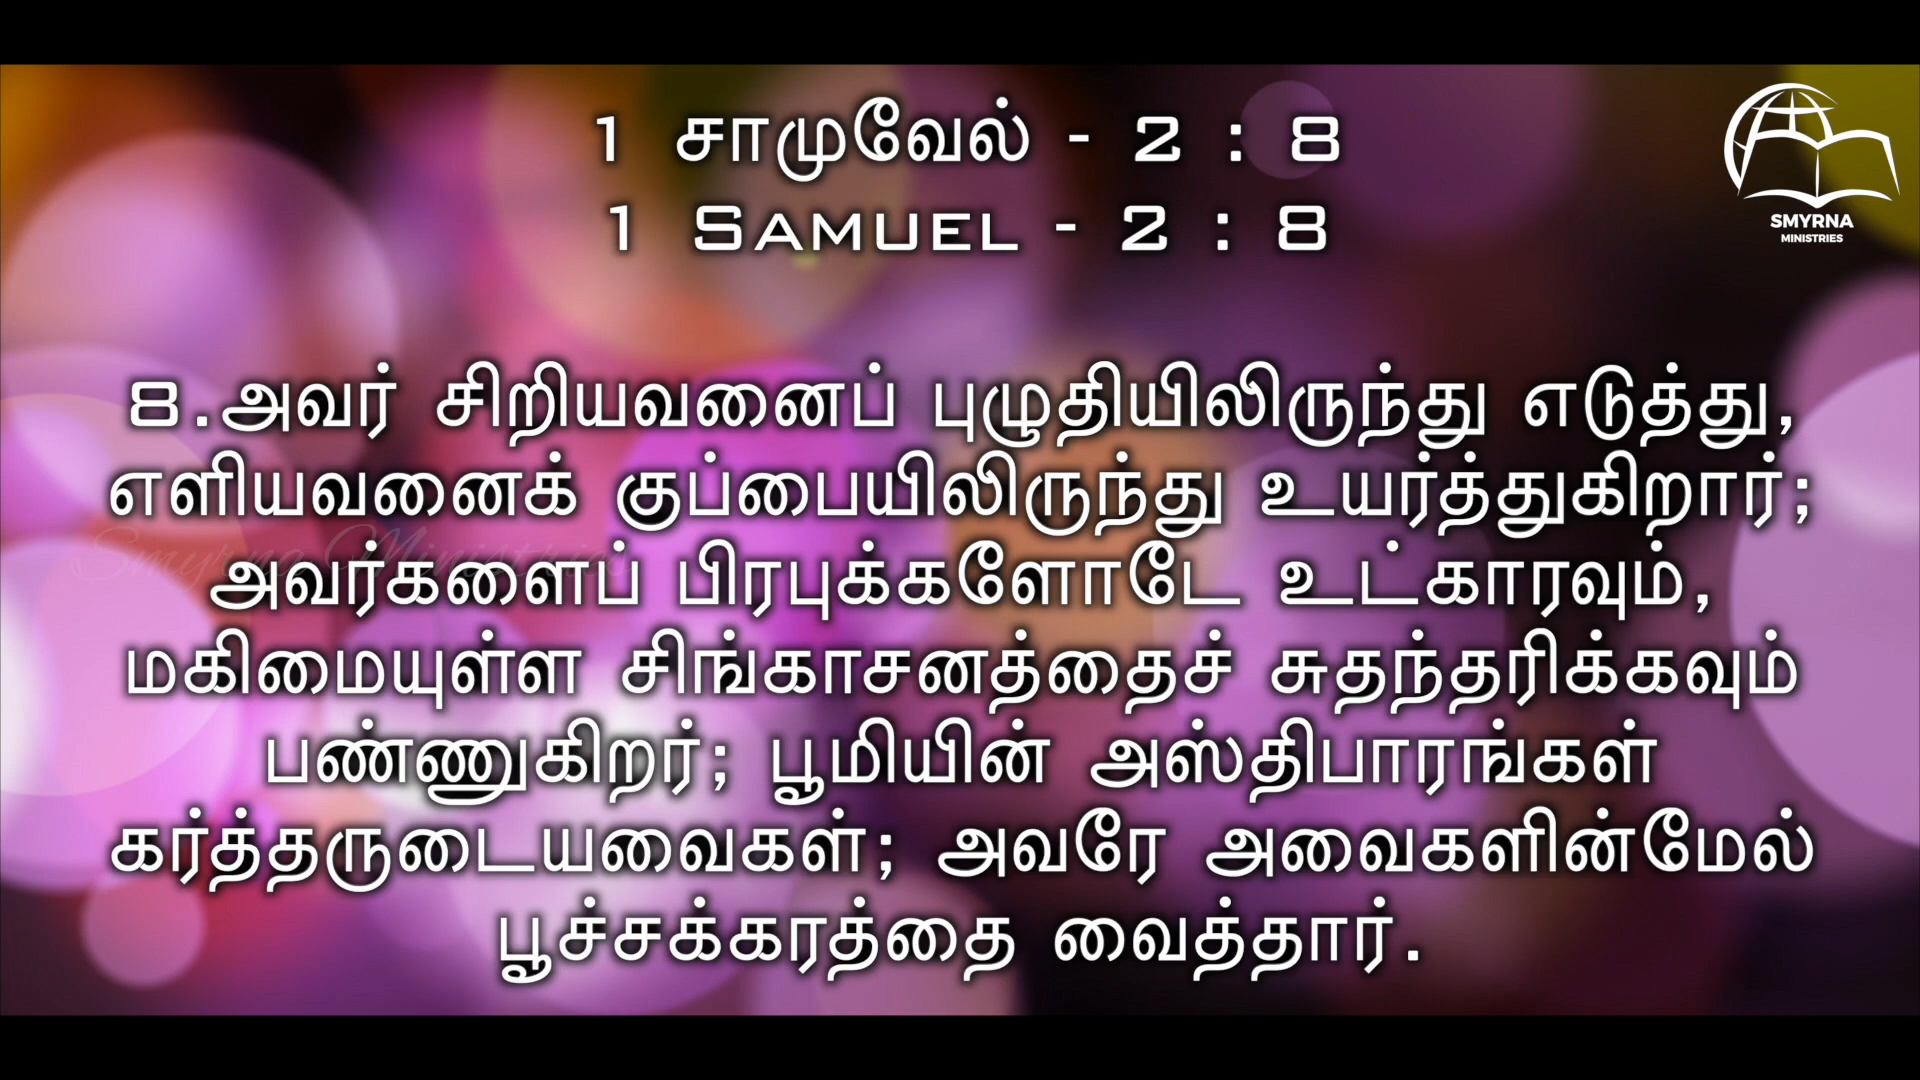 1 சாமுவேல் - 2 : 8
1 SAMUEL - 2 : 8
SMYRNA
MINISTRIES
8.அவர் சிறியவனைப் புழுதியிலிருந்து எடுத்து,
எளியவனைக் குப்பையிலிருந்து உயர்த்துகிறார்;
Smyrna Ministries
அவர்களைப் பிரபுக்களோடே உட்காரவும்,
மகிமையுள்ள சிங்காசனத்தைச் சுதந்தரிக்கவும்
பண்ணுகிறர்; பூமியின் அஸ்திபாரங்கள்
கர்த்தருடையவைகள்; அவரே அவைகளின்மேல்
பூச்சக்கரத்தை வைத்தார்.